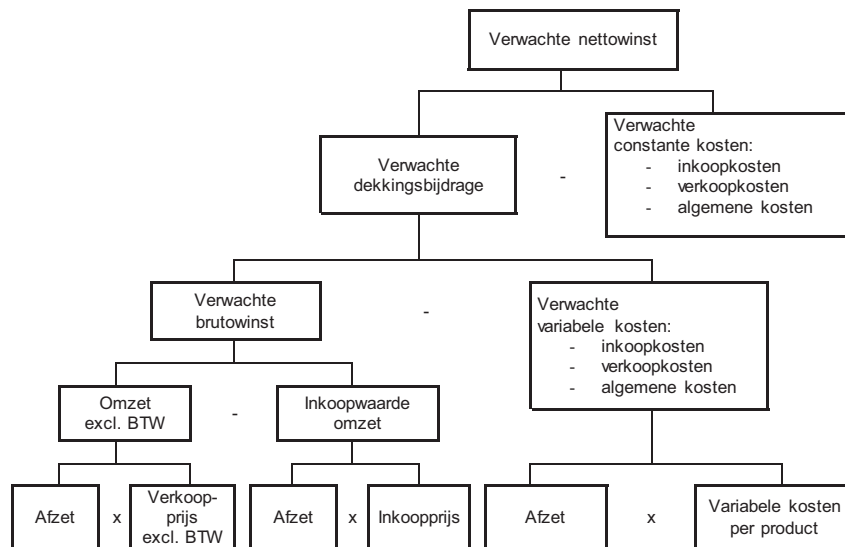 Verwachte nettowinst
Verwachte
dekkingsbijdrage
-
Verwachte
constante kosten:
- inkoopkosten
- verkoopkosten
- algemene kosten
Verwachte
brutowinst
-
Verwachte
variabele kosten:
- inkoopkosten
- verkoopkosten
- algemene kosten
Omzet
excl. BTW
-
Inkoopwaarde
omzet
Afzet
x
Verkoop-
prijs
excl. BTW
Afzet
x
Inkoopprijs
Afzet
x
Variabele kosten
per product